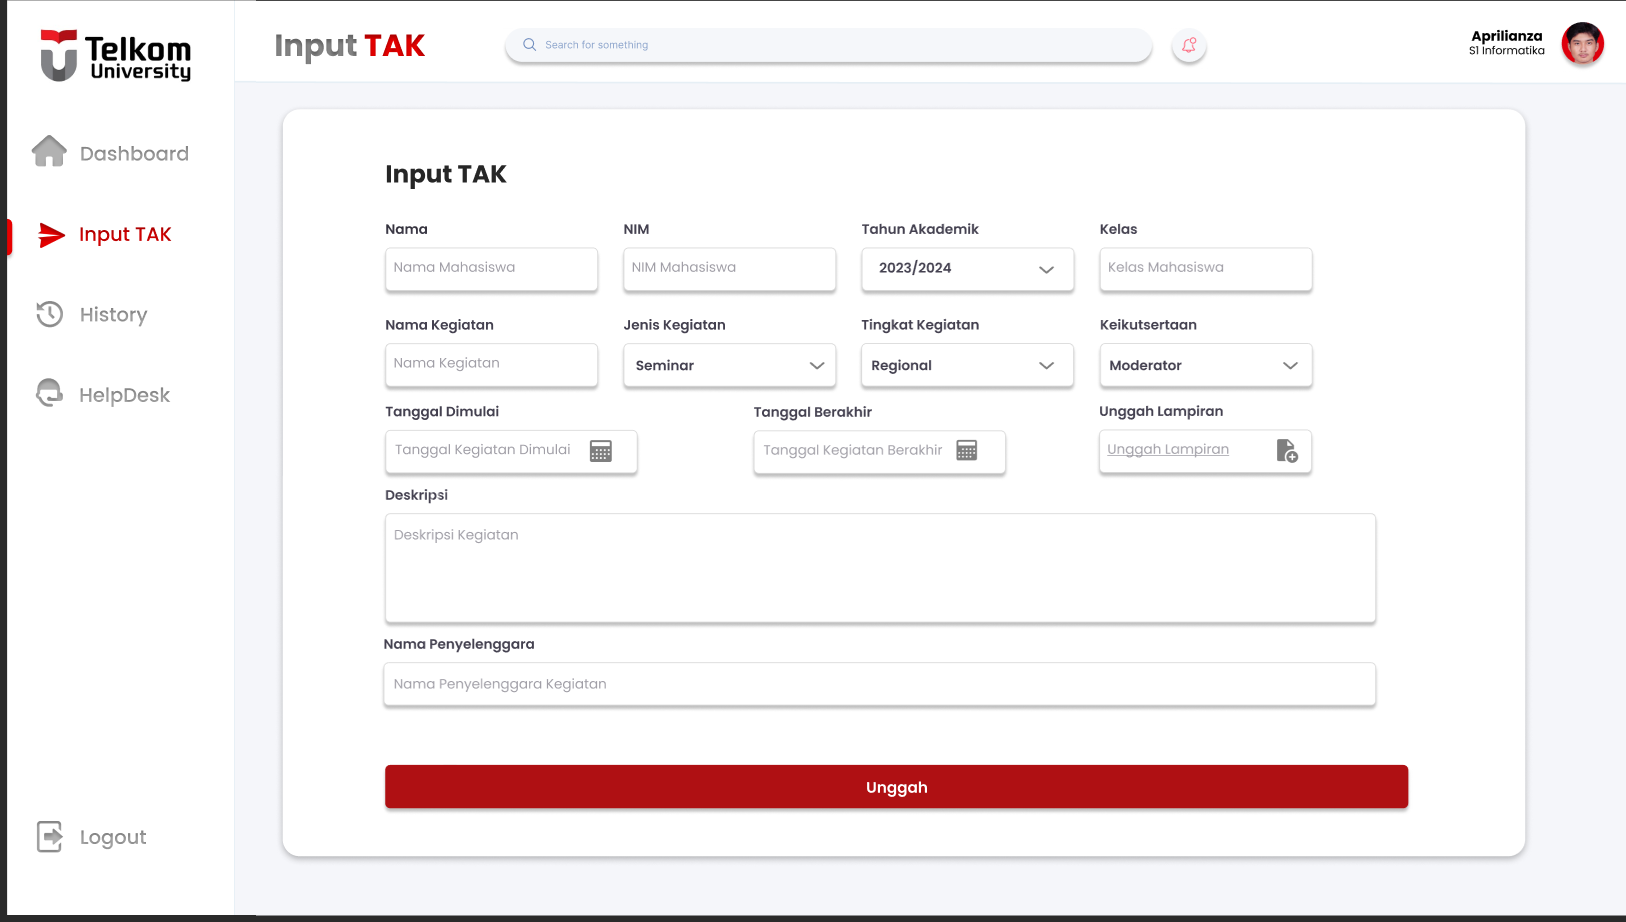 Telkom
University
Input TAK
Search for something
Aprilianza
S1 Informatika
Dashboard
Input TAK
History
HelpDesk
Logout
Input TAK
Nama
NIM
Tahun Akademik
Kelas
Nama Mahasiswa
NIM Mahasiswa
2023/2024
Kelas Mahasiswa
Nama Kegiatan
Jenis Kegiatan
Tingkat Kegiatan
Keikutsertaan
Nama Kegiatan
Seminar
Regional
Moderator
Tanggal Dimulai
Tanggal Berakhir
Unggah Lampiran
Tanggal Kegiatan Dimulai
Tanggal Kegiatan Berakhir
Unggah Lampiran
Deskripsi
Deskripsi Kegiatan
Nama Penyelenggara
Nama Penyelenggara Kegiatan
Unggah